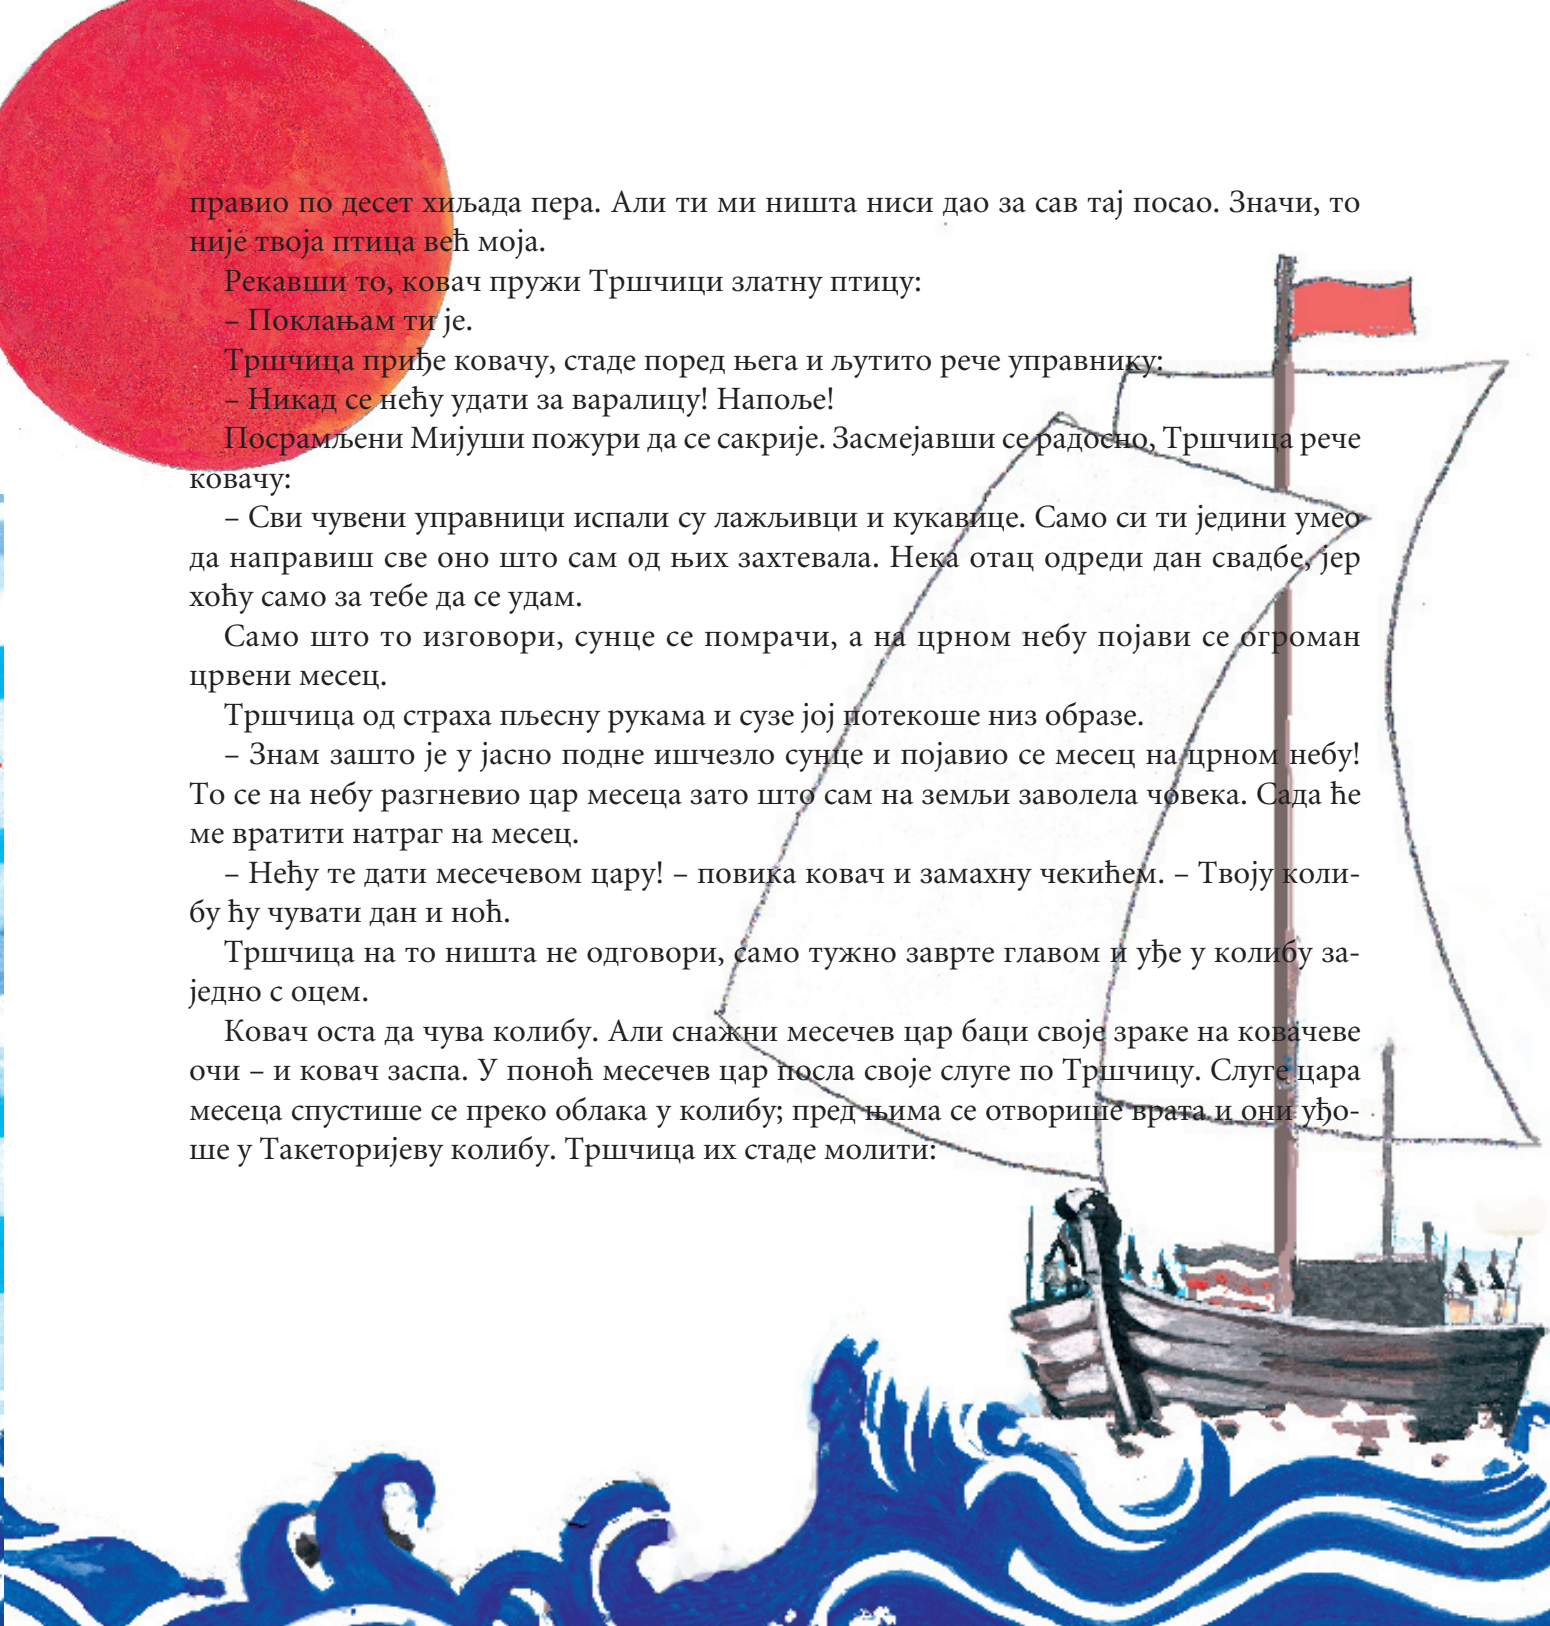 правио по десет хиљада пера. Али ти ми ништа ниси дао за сав тај посао. Значи, то
није твоја птица већ моја.
Рекавши то, ковач пружи Тршчици златну птицу:
– Поклањам ти је.
Тршчица приђе ковачу, стаде поред њега и љутито рече управнику:
– Никад се нећу удати за варалицу! Напоље!
Посрамљени Мијуши пожури да се сакрије. Засмејавши се радосно, Тршчица рече
ковачу:
– Сви чувени управници испали су лажљивци и кукавице. Само си ти једини умео
да направиш све оно што сам од њих захтевала. Нека отац одреди дан свадбе, јер
хоћу само за тебе да се удам.
Само што то изговори, сунце се помрачи, а на црном небу појави се огроман
црвени месец.
Тршчица од страха пљесну рукама и сузе јој потекоше низ образе.
– Знам зашто је у јасно подне ишчезло сунце и појавио се месец на црном небу!
То се на небу разгневио цар месеца зато што сам на земљи заволела човека. Сада ће
ме вратити натраг на месец.
– Нећу те дати месечевом цару! – повика ковач и замахну чекићем. – Твоју коли-
бу ћу чувати дан и ноћ.
Тршчица на то ништа не одговори, само тужно заврте главом и уђе у колибу за-
једно с оцем.
Ковач оста да чува колибу. Али снажни месечев цар баци своје зраке на ковачеве
очи – и ковач заспа. У поноћ месечев цар посла своје слуге по Тршчицу. Слуге цара
месеца спустише се преко облака у колибу; пред њима се отворише врата и они уђо-
ше у Такеторијеву колибу. Тршчица их стаде молити: